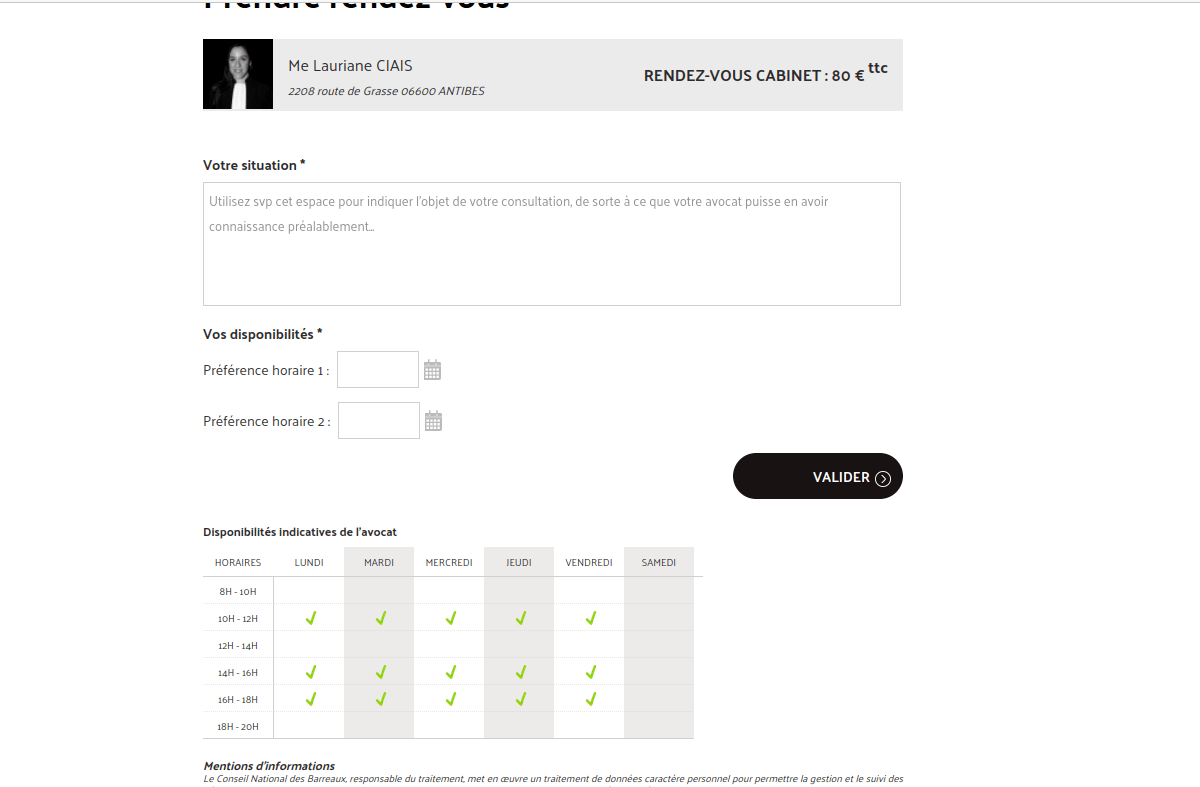 Prendre rendez-vous
Me Lauriane CIAIS
2208 route de Grasse 06600 ANTIBES
RENDEZ-VOUS CABINET : 80 € ttc
Votre situation *
Utilisez svp cet espace pour indiquer l'objet de votre consultation, de sorte à ce que votre avocat puisse en avoir
connaissance préalablement...
Vos disponibilités *
Préférence horaire 1 :
Préférence horaire 2 :
VALIDER
Disponibilités indicatives de l'avocat
HORAIRES LUNDI MARDI MERCREDI JEUDI VENDREDI SAMEDI
8H - 10H
10H - 12H
12H - 14H
14H - 16H
16H - 18H
18H - 20H
Mentions d'informations
Le Conseil National des Barreaux, responsable du traitement, met en œuvre un traitement de données caractère personnel pour permettre la gestion et le suivi des